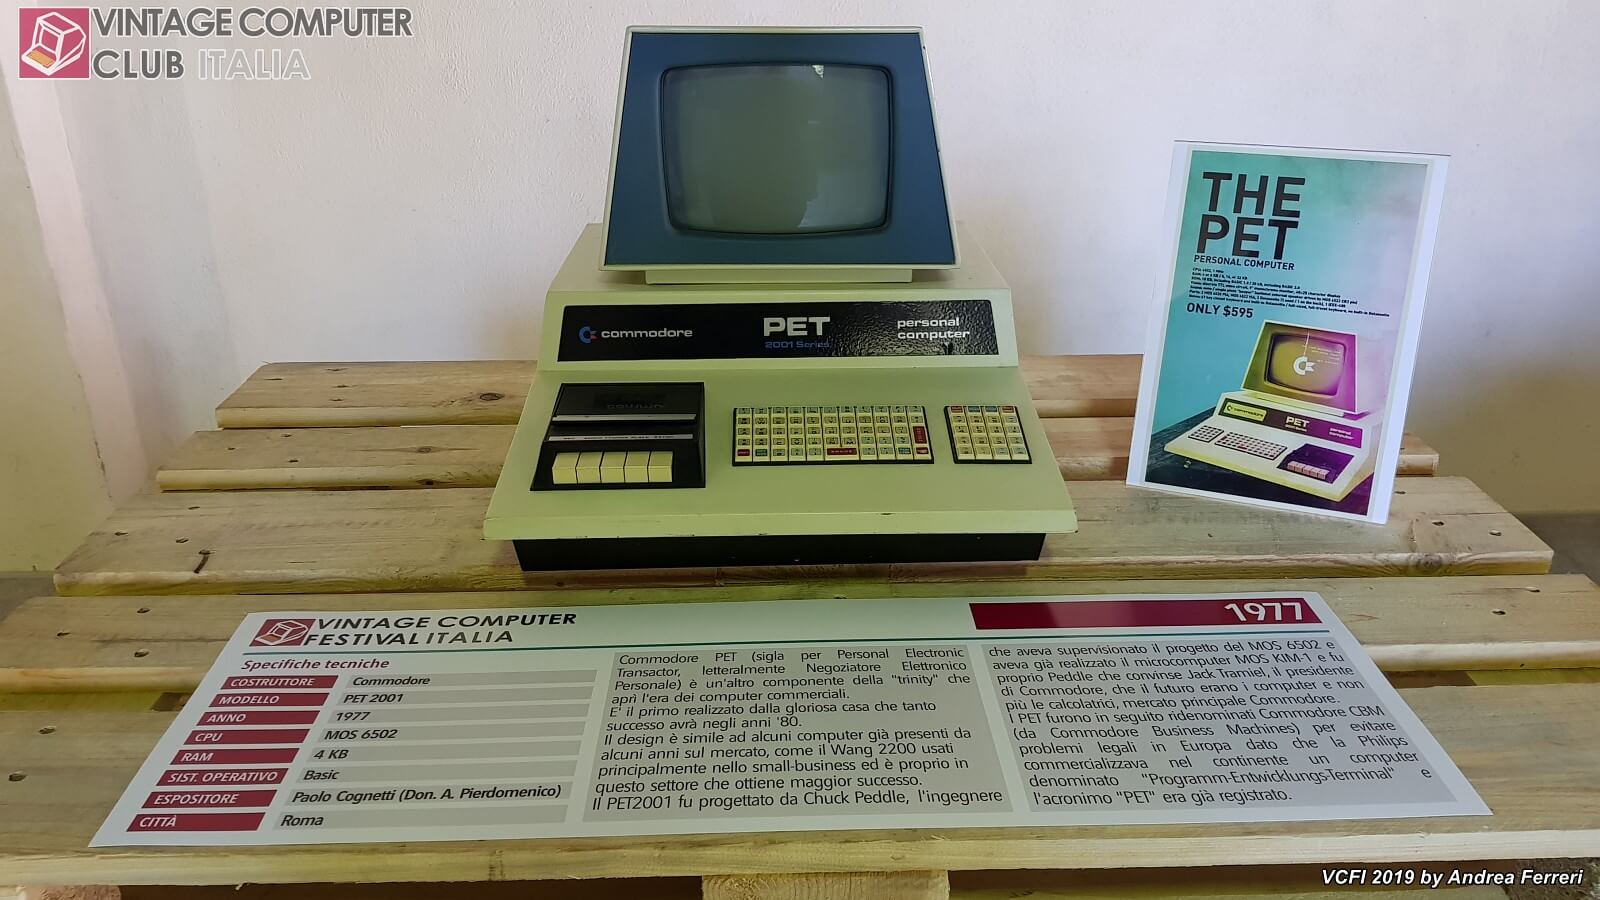 VINTAGE COMPUTER
CLUB ITALIA
commodore
PET
2001 Series
personal
computer
THE
PET
PERSONAL COMPUTER
ONLY $595
commodore
PET
personal
computer
VINTAGE COMPUTER
FESTIVAL ITALIA
1977
Specifiche tecniche
COSTRUTTORE Commodore
MODELLO PET 2001
ANNO 1977
CPU MOS 6502
RAM 4 KB
SIST. OPERATIVO Basic
ESPOSITORE Paolo Cognetti (Don. A. Pierdomenico)
CITTÀ Roma
Commodore PET (sigla per Personal Electronic
Transactor, letteralmente Negoziatore Elettronico
Personale) è un'altro componente della "trinity" che
aprì l'era dei computer commerciali.
E' il primo realizzato dalla gloriosa casa che tanto
successo avrà negli anni '80.
Il design è simile ad alcuni computer già presenti da
alcuni anni sul mercato, come il Wang 2200 usati
principalmente nello small-business ed è proprio in
questo settore che ottiene maggior successo.
Il PET2001 fu progettato da Chuck Peddle, l'ingegnere
che aveva supervisionato il progetto del MOS 6502 e
aveva già realizzato il microcomputer MOS KIM-1 e fu
proprio Peddle che convinse Jack Tramiel, il presidente
di Commodore, che il futuro erano i computer e non
più le calcolatrici, mercato principale Commodore.
I PET furono in seguito ridenominati Commodore CBM
(da Commodore Business Machines) per evitare
problemi legali in Europa dato che la Philips
commercializzava nel continente un computer
denominato "Programm-Entwicklungs-Terminal" e
l'acronimo "PET" era già registrato.
VCFI 2019 by Andrea Ferreri